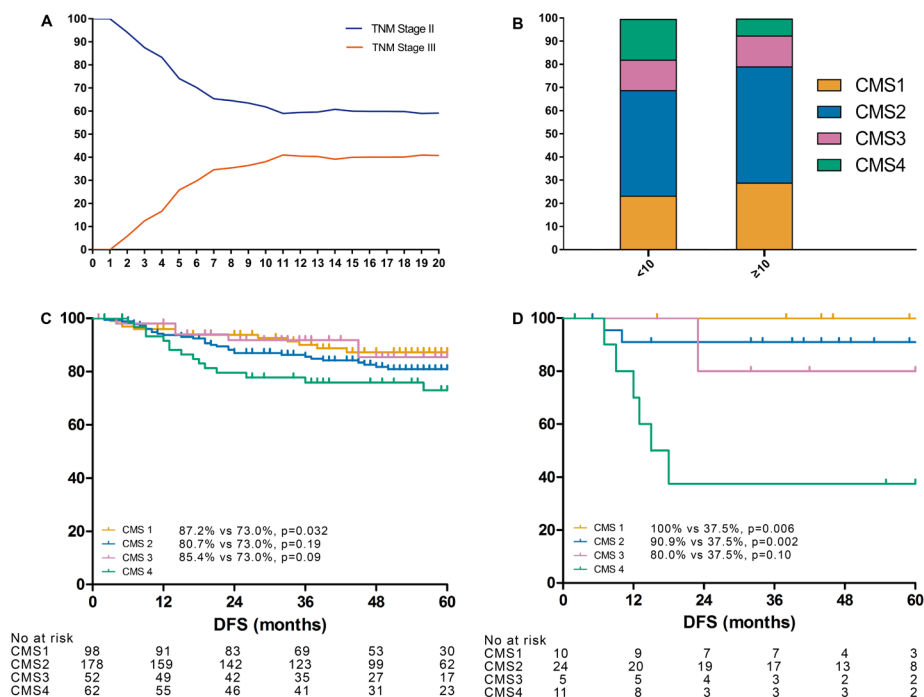 A
100
90
80
70
60
50
40
30
20
10
0
TNM Stage II
TNM Stage III
0 1 2 3 4 5 6 7 8 9 10 11 12 13 14 15 16 17 18 19 20
B
100
90
80
70
60
50
40
30
20
10
0
<10
≥10
CMS1
CMS2
CMS3
CMS4
C
100
80
60
40
20
0
CMS 1 87.2% vs 73.0%, p=0.032
CMS 2 80.7% vs 73.0%, p=0.19
CMS 3 85.4% vs 73.0%, p=0.09
CMS 4
0 12 24 36 48 60
DFS (months)
No at risk
CMS1 98 91 83 69 53 30
CMS2 178 159 142 123 99 62
CMS3 52 49 42 35 27 17
CMS4 62 55 46 41 31 23
D
100
80
60
40
20
0
CMS 1 100% vs 37.5%, p=0.006
CMS 2 90.9% vs 37.5%, p=0.002
CMS 3 80.0% vs 37.5%, p=0.10
CMS 4
0 12 24 36 48 60
DFS (months)
No at risk
CMS1 10 9 7 7 4 3
CMS2 24 20 19 17 13 8
CMS3 5 5 4 3 2 2
CMS4 11 8 3 3 3 2